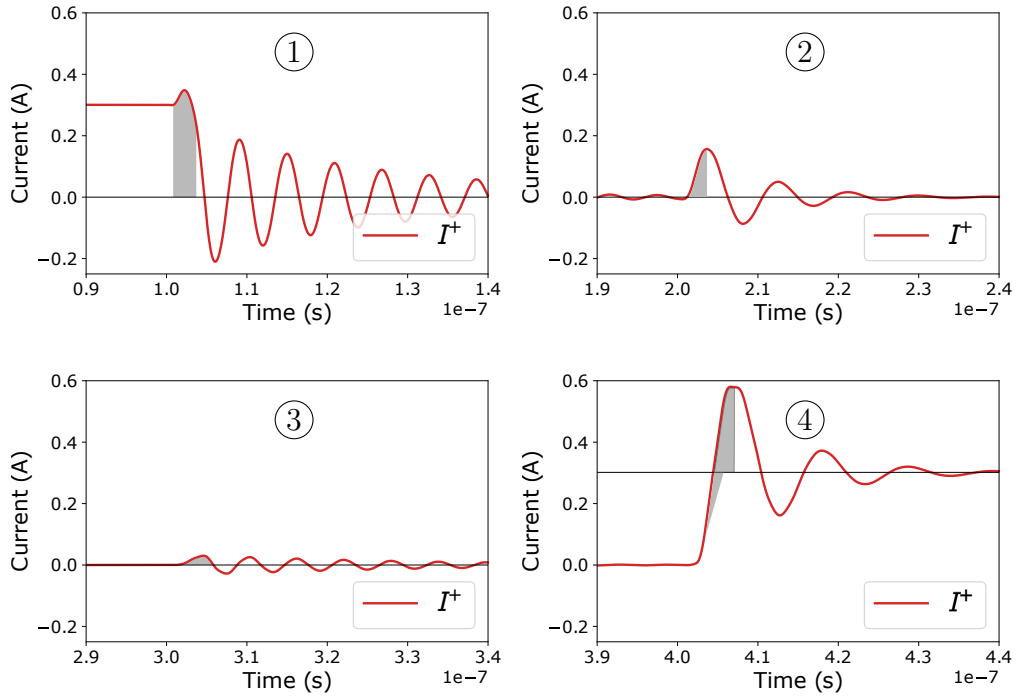 ①
0.6
0.4
0.2
0.0
−0.2
Current (A)
I⁺
0.9 1.0 1.1 1.2 1.3 1.4
Time (s)
1e-7
②
0.6
0.4
0.2
0.0
−0.2
Current (A)
I⁺
1.9 2.0 2.1 2.2 2.3 2.4
Time (s)
1e-7
③
0.6
0.4
0.2
0.0
−0.2
Current (A)
I⁺
2.9 3.0 3.1 3.2 3.3 3.4
Time (s)
1e-7
④
0.6
0.4
0.2
0.0
−0.2
Current (A)
I⁺
3.9 4.0 4.1 4.2 4.3 4.4
Time (s)
1e-7